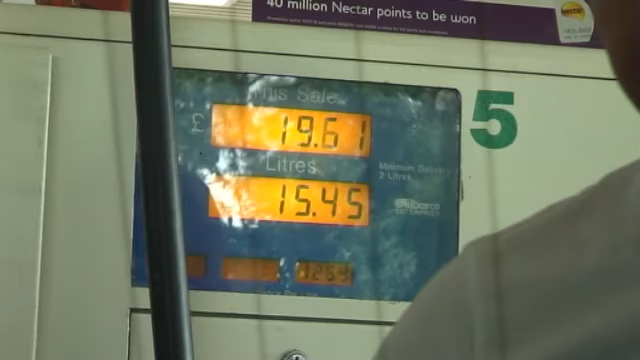 40 million Nectar points to be won
This Sale
5
£ 19.61
Litres
Minimum Delivery
2 Litres
15.45
Gilbarco